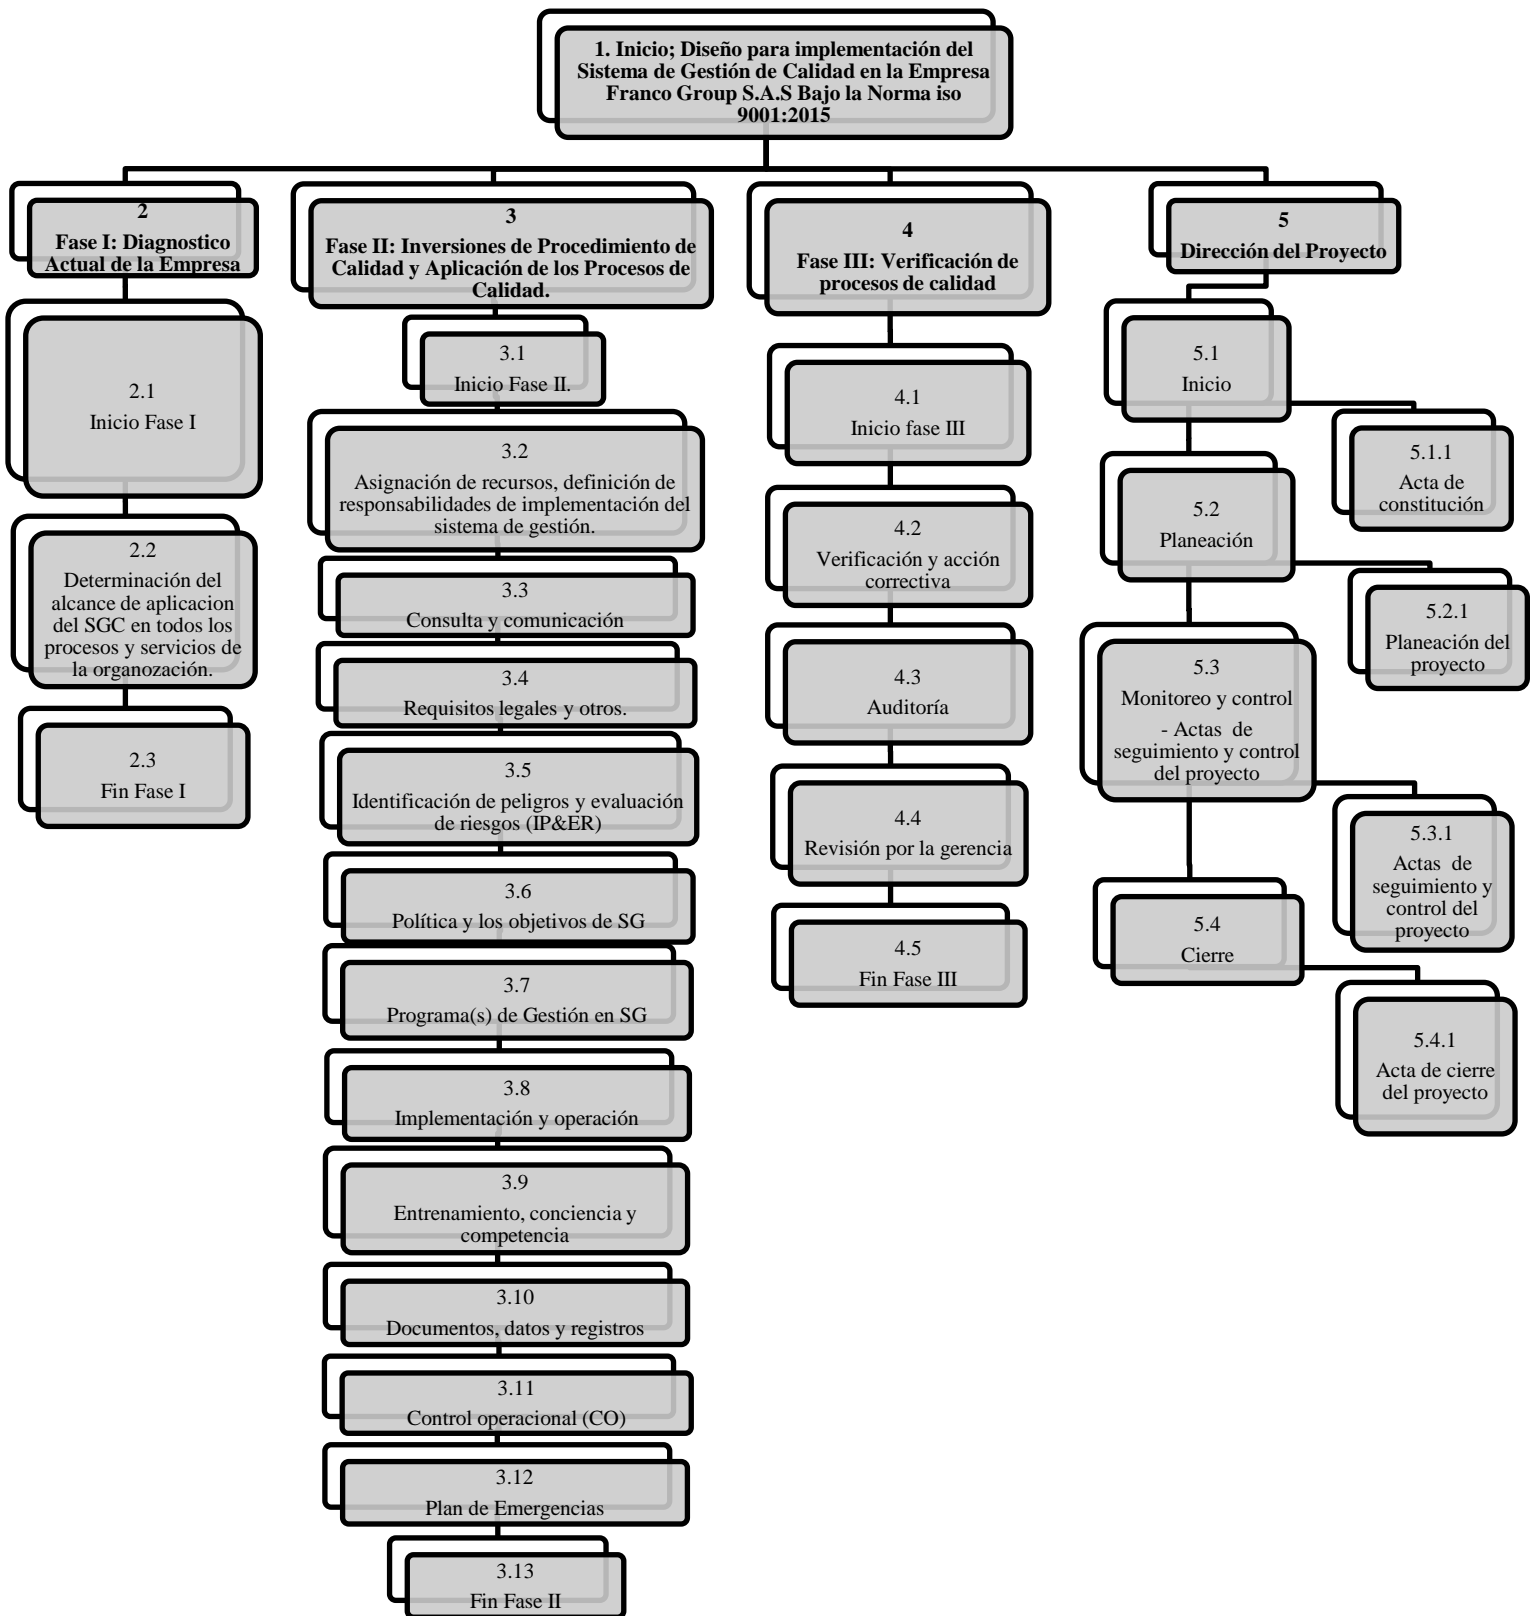 1. Inicio; Diseño para implementación del
Sistema de Gestión de Calidad en la Empresa
Franco Group S.A.S Bajo la Norma iso
9001:2015
2
Fase I: Diagnostico
Actual de la Empresa
2.1
Inicio Fase I
2.2
Determinación del
alcance de aplicacion
del SGC en todos los
procesos y servicios de
la organozación.
2.3
Fin Fase I
3
Fase II: Inversiones de Procedimiento de
Calidad y Aplicación de los Procesos de
Calidad.
3.1
Inicio Fase II.
3.2
Asignación de recursos, definición de
responsabilidades de implementación del
sistema de gestión.
3.3
Consulta y comunicación
3.4
Requisitos legales y otros.
3.5
Identificación de peligros y evaluación
de riesgos (IP&ER)
3.6
Política y los objetivos de SG
3.7
Programa(s) de Gestión en SG
3.8
Implementación y operación
3.9
Entrenamiento, conciencia y
competencia
3.10
Documentos, datos y registros
3.11
Control operacional (CO)
3.12
Plan de Emergencias
3.13
Fin Fase II
4
Fase III: Verificación de
procesos de calidad
4.1
Inicio fase III
4.2
Verificación y acción
correctiva
4.3
Auditoría
4.4
Revisión por la gerencia
4.5
Fin Fase III
5
Dirección del Proyecto
5.1
Inicio
5.1.1
Acta de
constitución
5.2
Planeación
5.2.1
Planeación del
proyecto
5.3
Monitoreo y control
- Actas de
seguimiento y control
del proyecto
5.3.1
Actas de
seguimiento y
control del
proyecto
5.4
Cierre
5.4.1
Acta de cierre
del proyecto